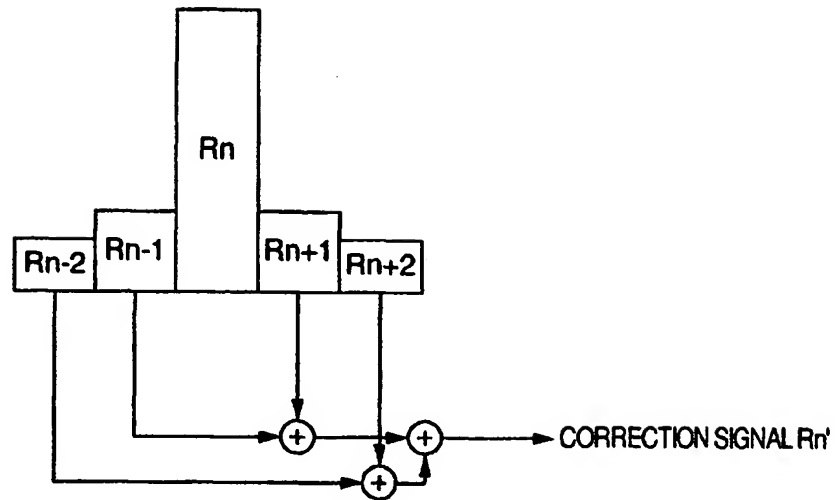 Rn
Rn-2
Rn-1
Rn+1
Rn+2
+
+
+
CORRECTION SIGNAL Rn'